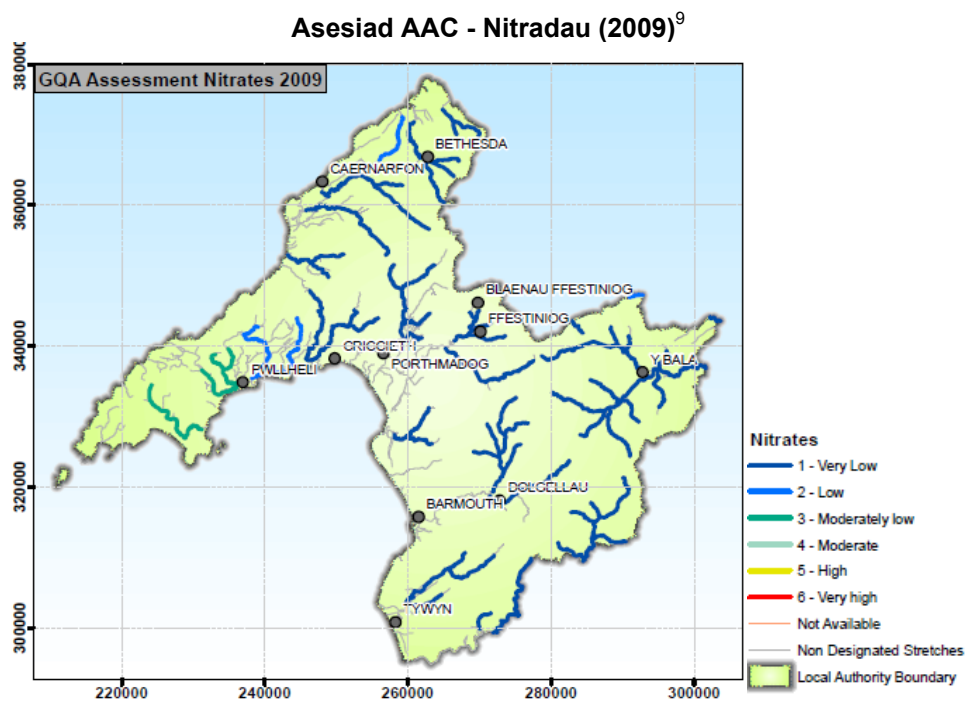 Asesiad AAC - Nitradau (2009)9
GQA Assessment Nitrates 2009
380000
360000
340000
320000
300000
BETHESDA
CAERNARFON
BLAENAU FFESTINIOG
FFESTINIOG
CRICCIETH
PORTHMADOG
Y BALA
PWLLHELI
DOLGELLAU
BARMOUTH
TYWYN
220000 240000 260000 280000 300000
Nitrates
1 - Very Low
2 - Low
3 - Moderately low
4 - Moderate
5 - High
6 - Very high
Not Available
Non Designated Stretches
Local Authority Boundary